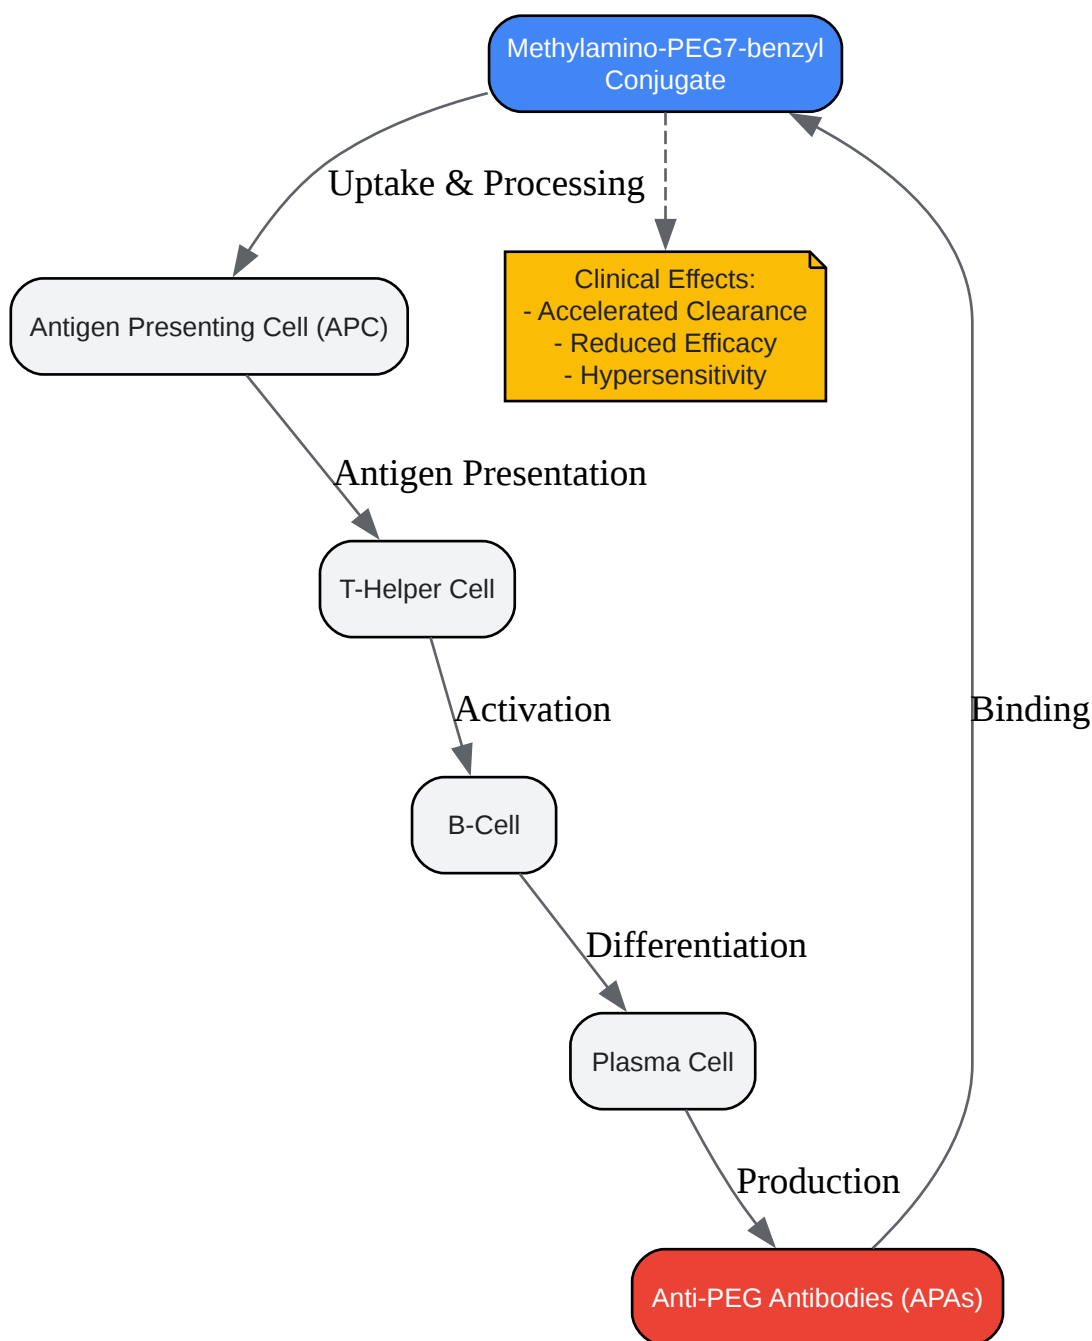 Methylamino-PEG7-benzyl
Conjugate
Uptake & Processing
Clinical Effects:
- Accelerated Clearance
- Reduced Efficacy
- Hypersensitivity
Antigen Presenting Cell (APC)
Antigen Presentation
T-Helper Cell
Activation
Binding
B-Cell
Differentiation
Plasma Cell
Production
Anti-PEG Antibodies (APAs)